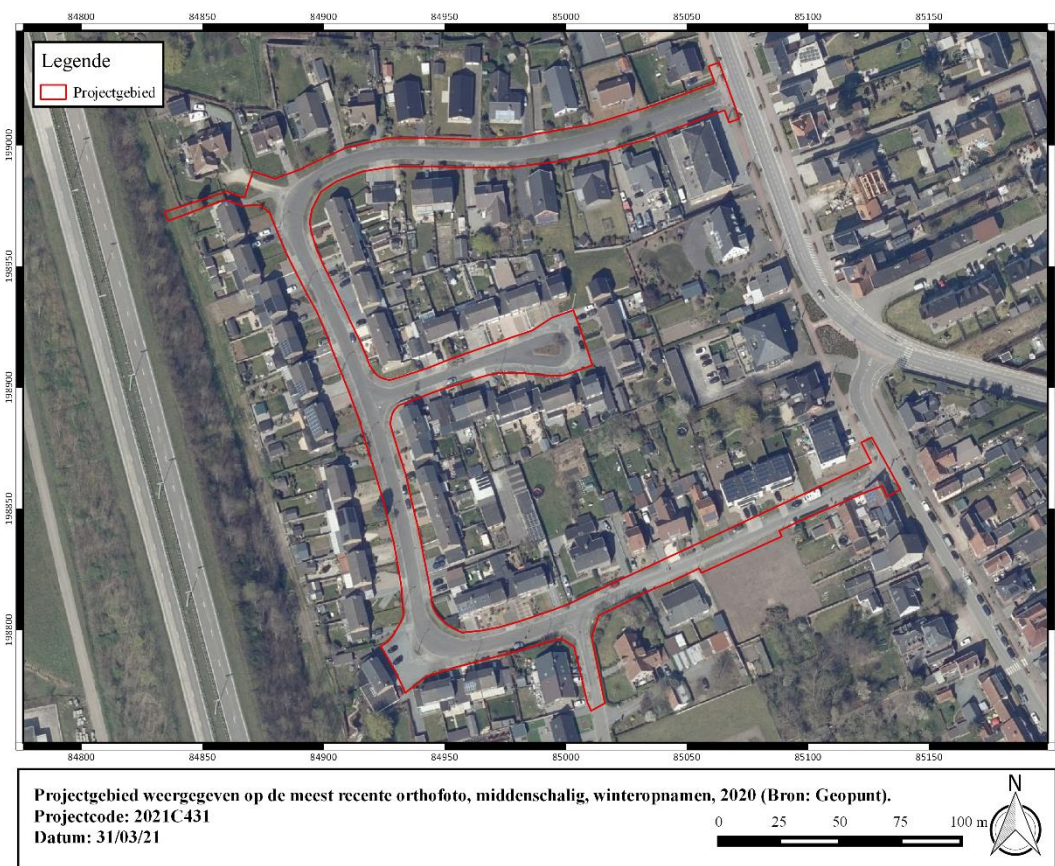 84800 84850 84900 84950 85000 85050 85100 85150
Legende
Projectgebied
199000
198950
198900
198850
198800
84800 84850 84900 84950 85000 85050 85100 85150
Projectgebied weergegeven op de meest recente orthofoto, middenschalig, winteropnamen, 2020 (Bron: Geopunt).
Projectcode: 2021C431
Datum: 31/03/21
0 25 50 75 100 m
N